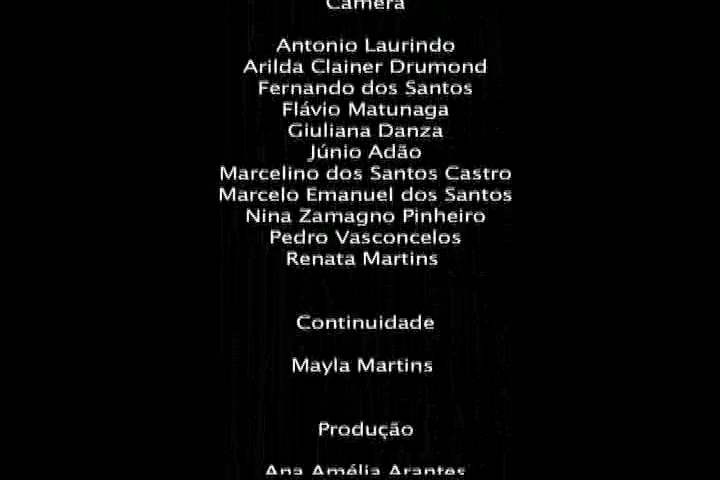 Câmera
Antonio Laurindo
Arilda Clainer Drumond
Fernando dos Santos
Flávio Matunaga
Giuliana Danza
Júnio Adão
Marcelino dos Santos Castro
Marcelo Emanuel dos Santos
Nina Zamagno Pinheiro
Pedro Vasconcelos
Renata Martins
Continuidade
Mayla Martins
Produção
Ana Amélia Arantes